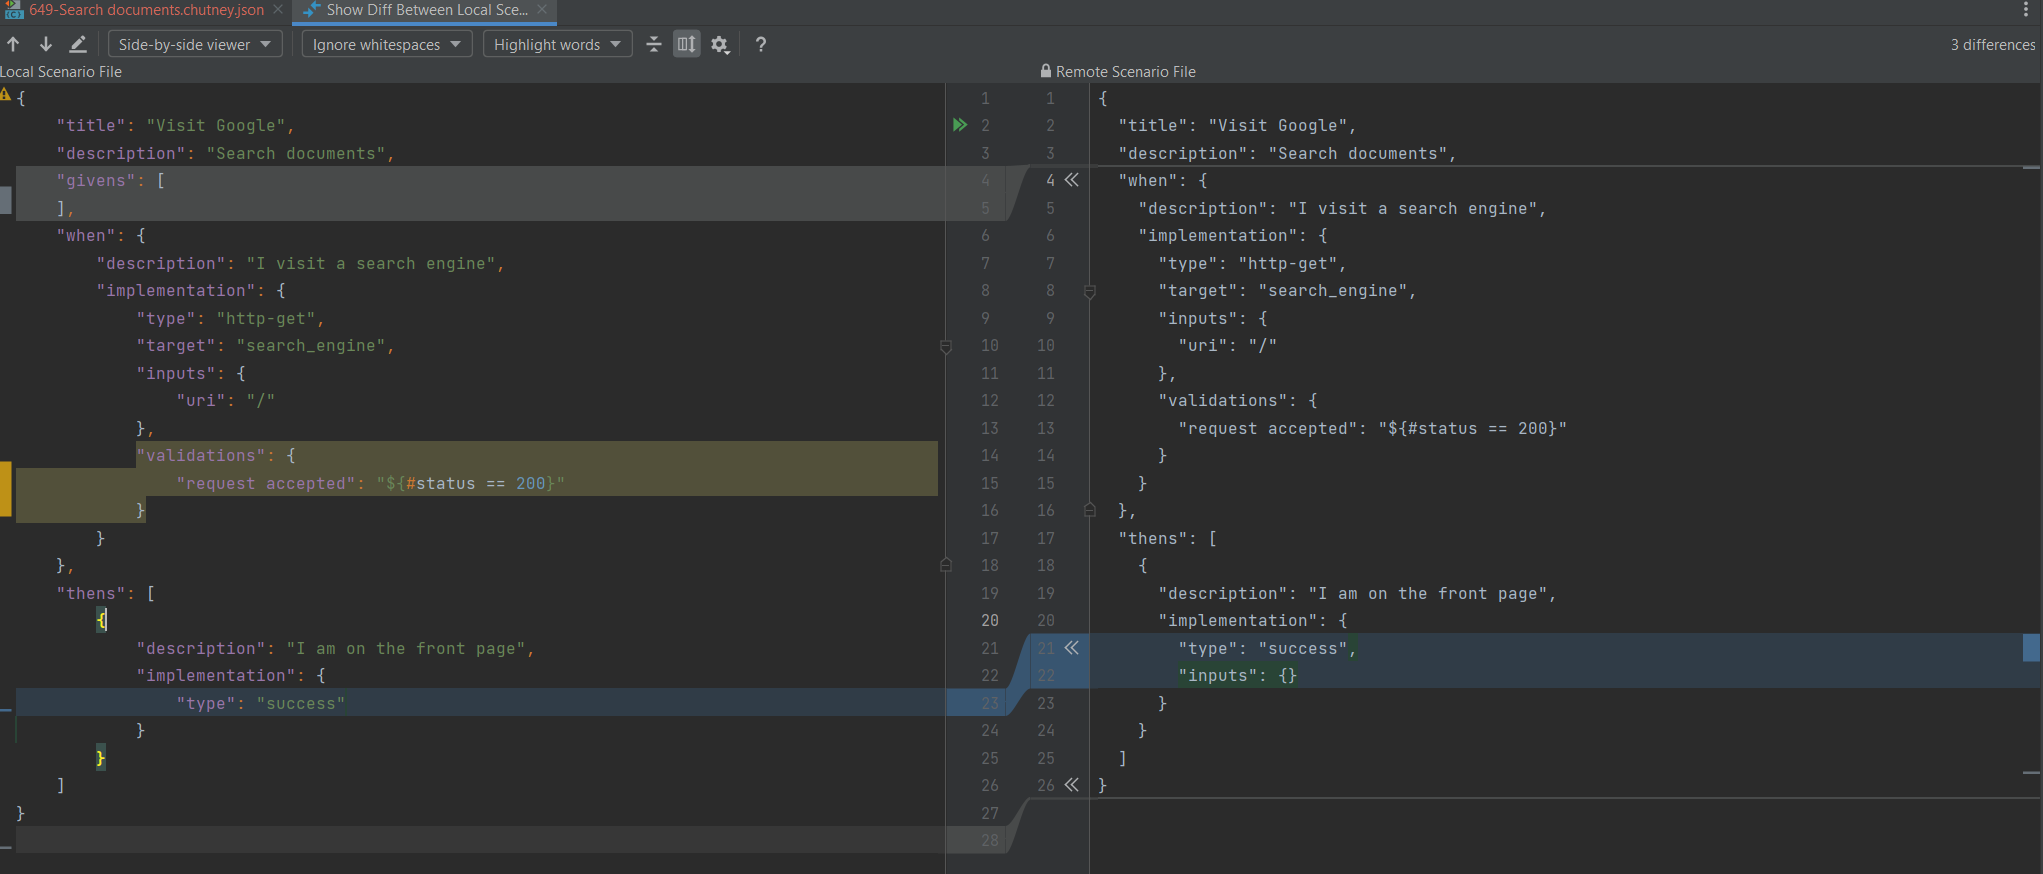 649-Search documents.chutney.json
Show Diff Between Local Sce...
Side-by-side viewer
Ignore whitespaces
Highlight words
?
3 differences
Local Scenario File
Remote Scenario File
{
    "title": "Visit Google",
    "description": "Search documents",
    "givens": [
    ],
    "when": {
        "description": "I visit a search engine",
        "implementation": {
            "type": "http-get",
            "target": "search_engine",
            "inputs": {
                "uri": "/"
            },
            "validations": {
                "request accepted": "${#status == 200}"
            }
        }
    },
    "thens": [
        {
            "description": "I am on the front page",
            "implementation": {
                "type": "success"
            }
        }
    ]
}
1
2
3
4
5
6
7
8
9
10
11
12
13
14
15
16
17
18
19
20
21
22
23
24
25
26
27
28
1
2
3
4
5
6
7
8
9
10
11
12
13
14
15
16
17
18
19
20
21
22
23
24
25
26
{
  "title": "Visit Google",
  "description": "Search documents",
  "when": {
    "description": "I visit a search engine",
    "implementation": {
      "type": "http-get",
      "target": "search_engine",
      "inputs": {
        "uri": "/"
      },
      "validations": {
        "request accepted": "${#status == 200}"
      }
    }
  },
  "thens": [
    {
      "description": "I am on the front page",
      "implementation": {
        "type": "success",
        "inputs": {}
      }
    }
  ]
}